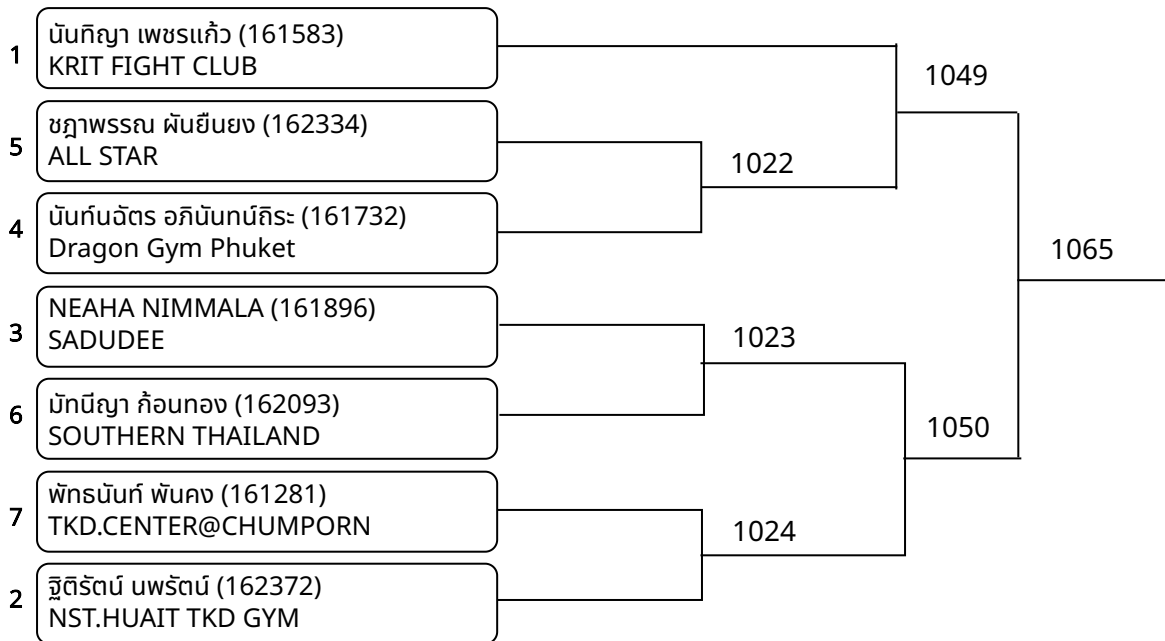 1
นันทิญา เพชรแก้ว (161583)
KRIT FIGHT CLUB
1049
5
ชฎาพรรณ ผันยืนยง (162334)
ALL STAR
1022
4
นันท์นฉัตร อภินันทน์ถิระ (161732)
Dragon Gym Phuket
1065
3
NEAHA NIMMALA (161896)
SADUDEE
1023
6
มัทนีญา ก้อนทอง (162093)
SOUTHERN THAILAND
1050
7
พัทธนันท์ พันคง (161281)
TKD.CENTER@CHUMPORN
1024
2
ฐิติรัตน์ นพรัตน์ (162372)
NST.HUAIT TKD GYM